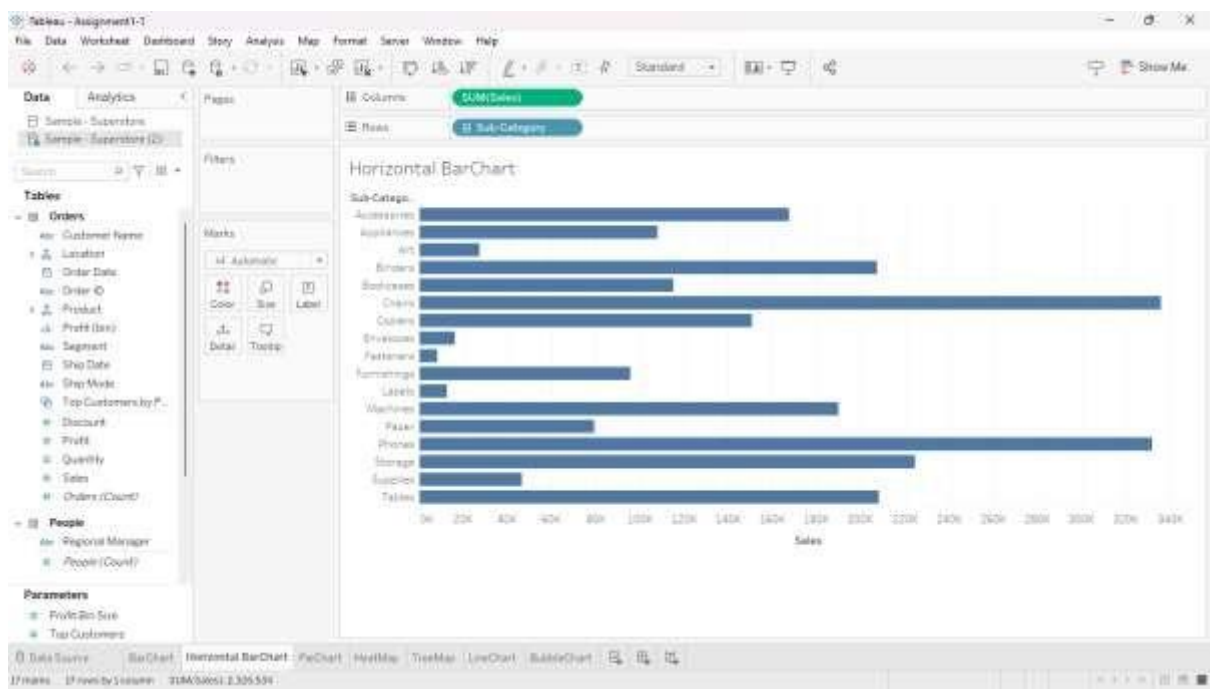 Tableau - Assignment1-1
File Data Worksheet Dashboard Story Analysis Map Format Server Window Help
Standard
Show Me
Data Analytics
Sample - Superstore
Sample - Superstore (2)
Search
Tables
Orders
Customer Name
Location
Order Date
Order ID
Product
Profit (bin)
Segment
Ship Date
Ship Mode
Top Customers by P...
Discount
Profit
Quantity
Sales
Orders (Count)
People
Regional Manager
People (Count)
Parameters
Profit Bin Size
Top Customers
Pages
Filters
Marks
Automatic
Color Size Label
Detail Tooltip
Columns SUM(Sales)
Rows Sub-Category
Horizontal BarChart
Sub-Catego..
Accessories
Appliances
Art
Binders
Bookcases
Chairs
Copiers
Envelopes
Fasteners
Furnishings
Labels
Machines
Paper
Phones
Storage
Supplies
Tables
0K 20K 40K 60K 80K 100K 120K 140K 160K 180K 200K 220K 240K 260K 280K 300K 320K 340K
Sales
Data Source BarChart Horizontal BarChart PieChart HeatMap TreeMap LineChart BubbleChart
17 marks 17 rows by 1 column SUM(Sales):